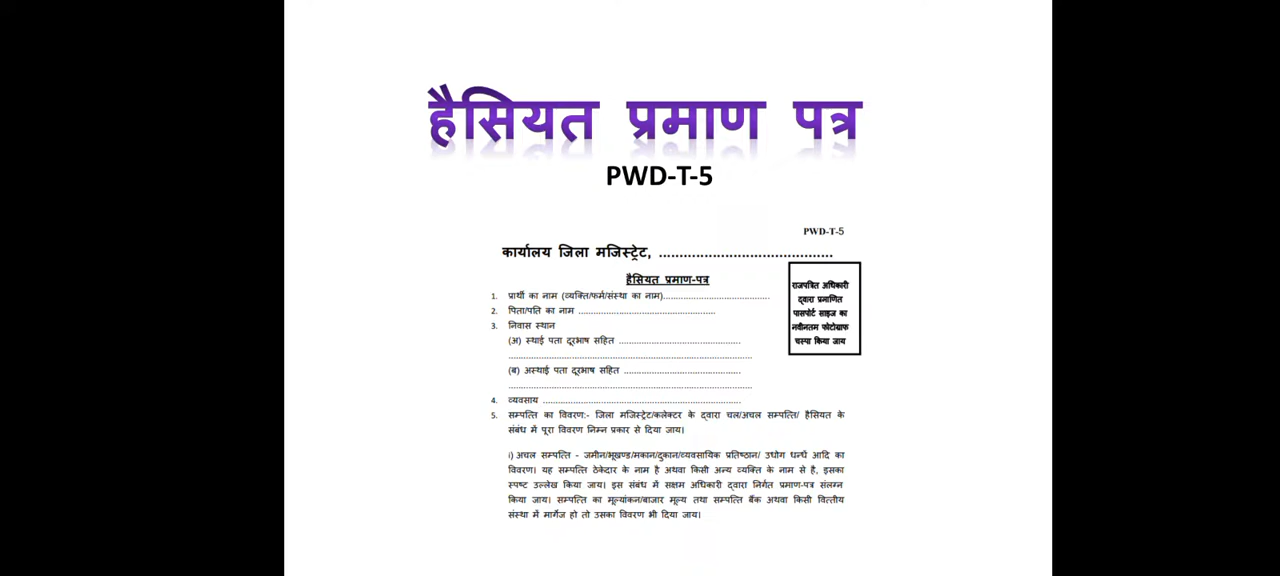 हैसियत प्रमाण पत्र
PWD-T-5
PWD-T-5
कार्यालय जिला मजिस्ट्रेट, ..........................................
हैसियत प्रमाण-पत्र
1. प्रार्थी का नाम (व्यक्ति/फर्म/संस्था का नाम)..........................................
2. पिता/पति का नाम ......................................................
3. निवास स्थान
(अ) स्थाई पता दूरभाष सहित ................................................
................................................................................................
(ब) अस्थाई पता दूरभाष सहित ..............................................
................................................................................................
4. व्यवसाय ..............................................................................
5. सम्पत्ति का विवरण:- जिला मजिस्ट्रेट/कलेक्टर के द्वारा चल/अचल सम्पत्ति/ हैसियत के
संबंध में पूरा विवरण निम्न प्रकार से दिया जाय।
राजपत्रित अधिकारी
द्वारा प्रमाणित
पासपोर्ट साइज का
नवीनतम फोटोग्राफ
चस्पा किया जाय
i) अचल सम्पत्ति - जमीन/भूखण्ड/मकान/दुकान/व्यवसायिक प्रतिष्ठान/ उधोग धन्धें आदि का
विवरण। यह सम्पत्ति ठेकेदार के नाम है अथवा किसी अन्य व्यक्ति के नाम से है, इसका
स्पष्ट उल्लेख किया जाय। इस संबंध में सक्षम अधिकारी द्वारा निर्गत प्रमाण-पत्र संलग्न
किया जाय। सम्पत्ति का मूल्यांकन/बाजार मूल्य तथा सम्पत्ति बैंक अथवा किसी वित्तीय
संस्था में मार्गेज हो तो उसका विवरण भी दिया जाय।